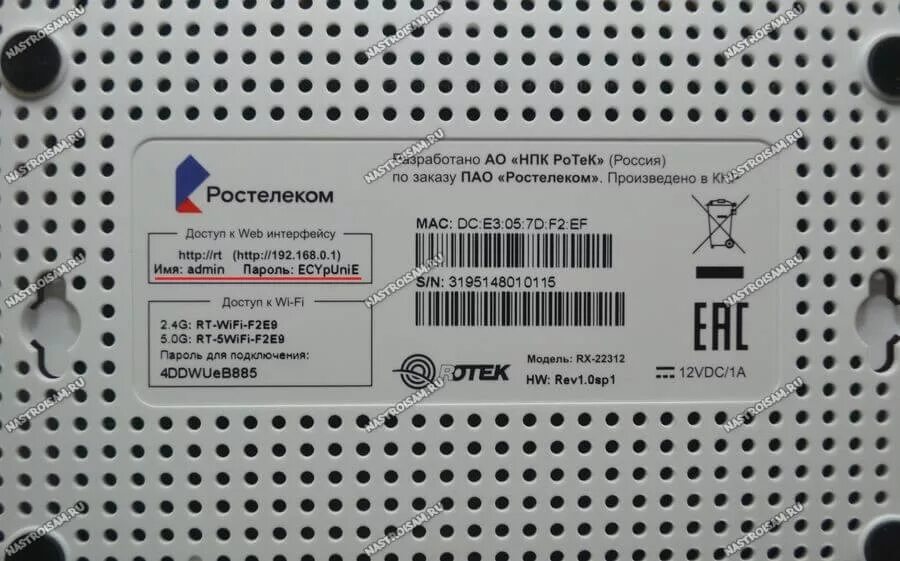 Ростелеком
Разработано АО «НПК РоТеК» (Россия)
по заказу ПАО «Ростелеком». Произведено в КНР
Доступ к Web интерфейсу
http://rt (http://192.168.0.1)
Имя: admin Пароль: ECYpUniE
Доступ к Wi-Fi
2.4G: RT-WiFi-F2E9
5.0G: RT-5WiFi-F2E9
Пароль для подключения:
4DDWUeB885
MAC: DC:E3:05:7D:F2:EF
S/N: 3195148010115
ROTEK
Модель: RX-22312
HW: Rev1.0sp1
EAC
12VDC/1A
NASTROISAM.RU